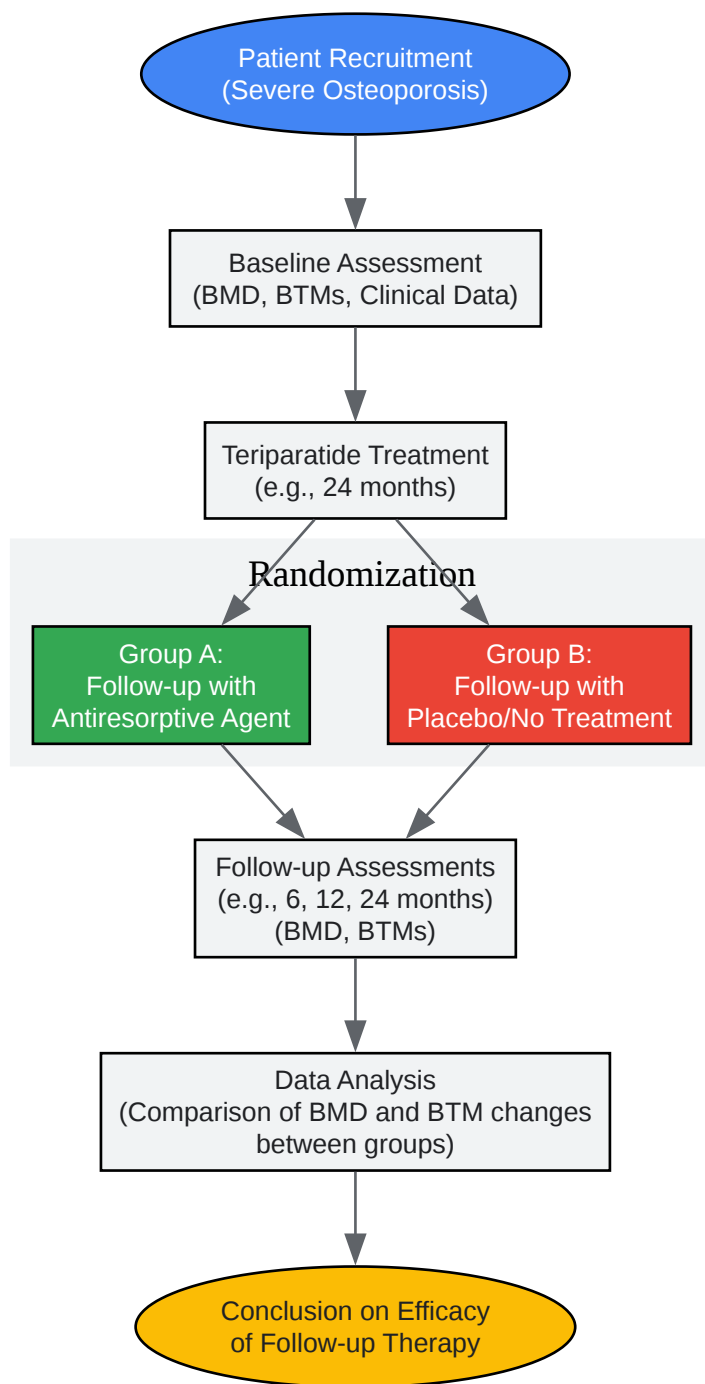 Patient Recruitment
(Severe Osteoporosis)
Baseline Assessment
(BMD, BTMs, Clinical Data)
Teriparatide Treatment
(e.g., 24 months)
Randomization
Group A:
Follow-up with
Antiresorptive Agent
Group B:
Follow-up with
Placebo/No Treatment
Follow-up Assessments
(e.g., 6, 12, 24 months)
(BMD, BTMs)
Data Analysis
(Comparison of BMD and BTM changes
between groups)
Conclusion on Efficacy
of Follow-up Therapy